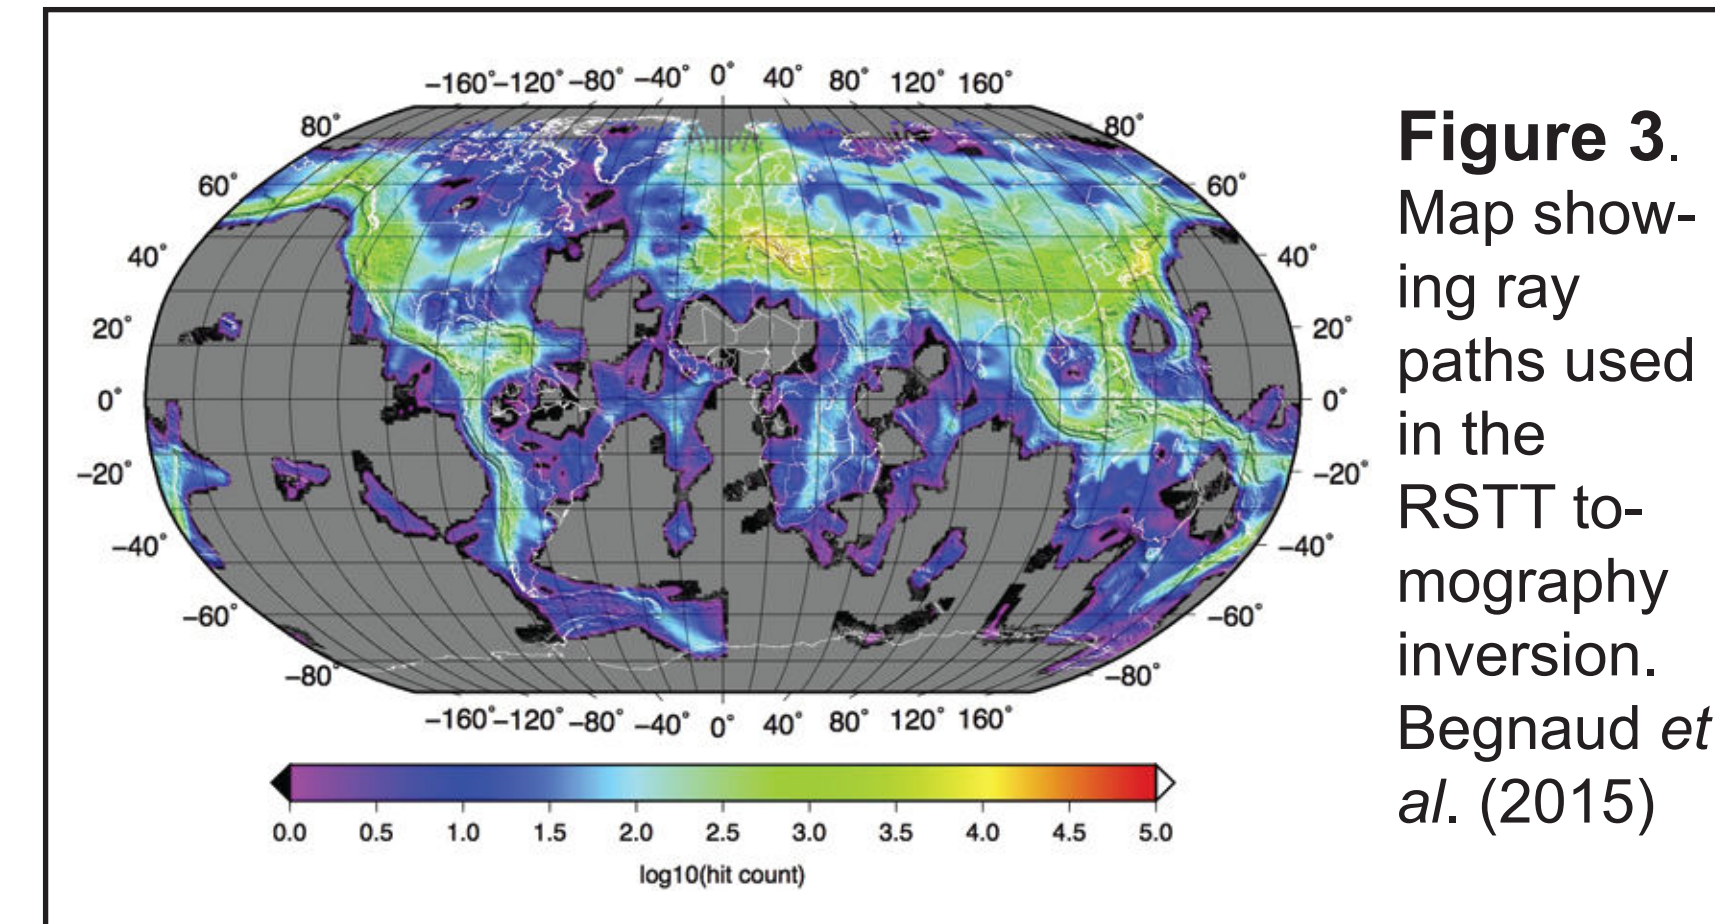 −160° −120° −80° −40° 0° 40° 80° 120° 160°
80° 80°
60° 60°
40° 40°
20° 20°
0° 0°
−20° −20°
−40° −40°
−60° −60°
−80° −80°
−160° −120° −80° −40° 0° 40° 80° 120° 160°
0.0 0.5 1.0 1.5 2.0 2.5 3.0 3.5 4.0 4.5 5.0
log10(hit count)
Figure 3.
Map show-
ing ray
paths used
in the
RSTT to-
mography
inversion.
Begnaud et
al. (2015)